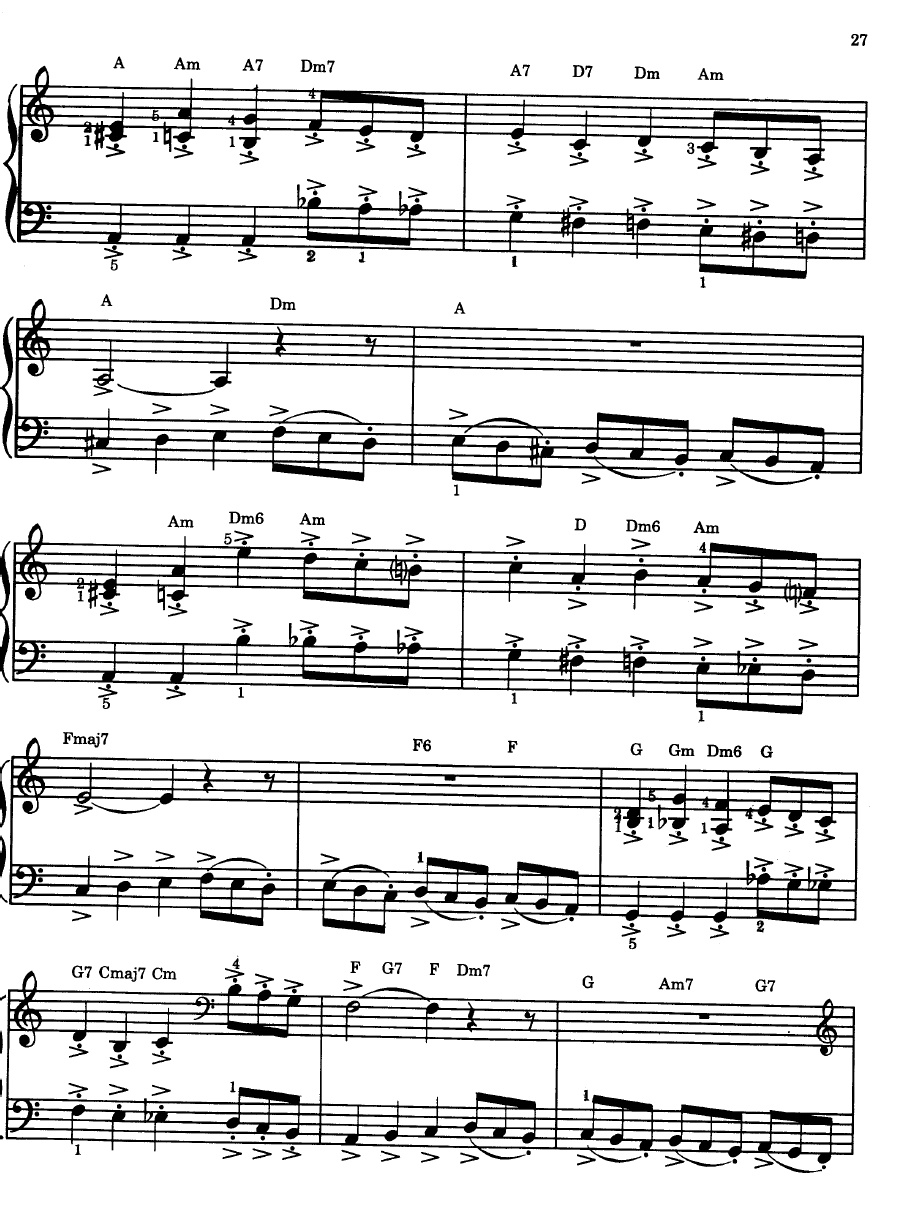 27
A Am A7 Dm7 A7 D7 Dm Am
5 4 4
2 1 1 1 3
5 2 1 1 1
A Dm A
1
Am Dm6 Am D Dm6 Am
5 4
2 1
5 1 1 1
Fmaj7 F6 F G Gm Dm6 G
2 1 5 1 4 1 4
1
5 2
G7 Cmaj7 Cm F G7 F Dm7 G Am7 G7
4
1 1
1